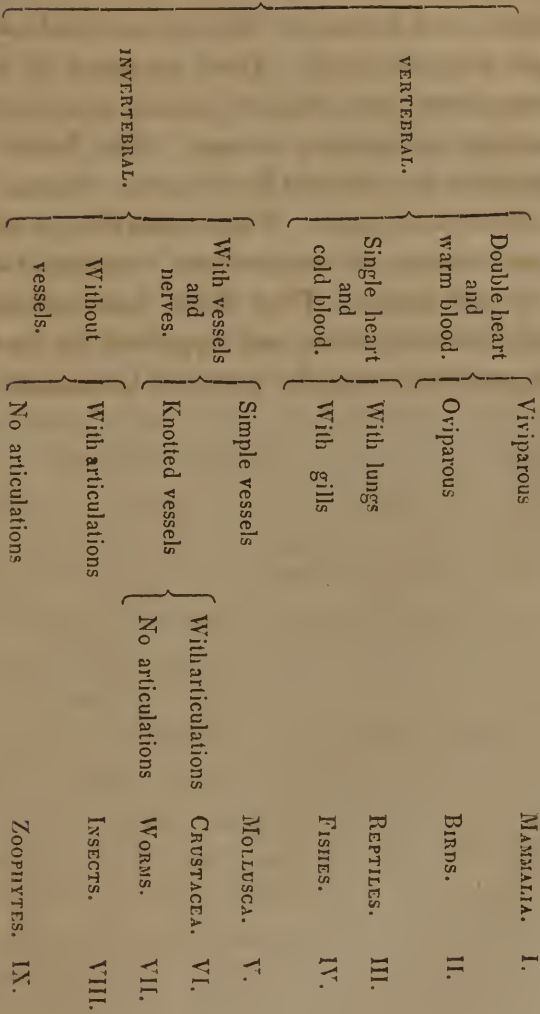 VERTEBRAL.
Double heart
and
warm blood.
Viviparous
MAMMALIA. I.
Oviparous
BIRDS. II.
Single heart
and
cold blood.
With lungs
REPTILES. III.
With gills
FISHES. IV.
INVERTEBRAL.
With vessels
and
nerves.
Simple vessels
MOLLUSCA. V.
Knotted vessels
With articulations
CRUSTACEA. VI.
No articulations
WORMS. VII.
Without
vessels.
With articulations
INSECTS. VIII.
No articulations
ZOOPHYTES. IX.